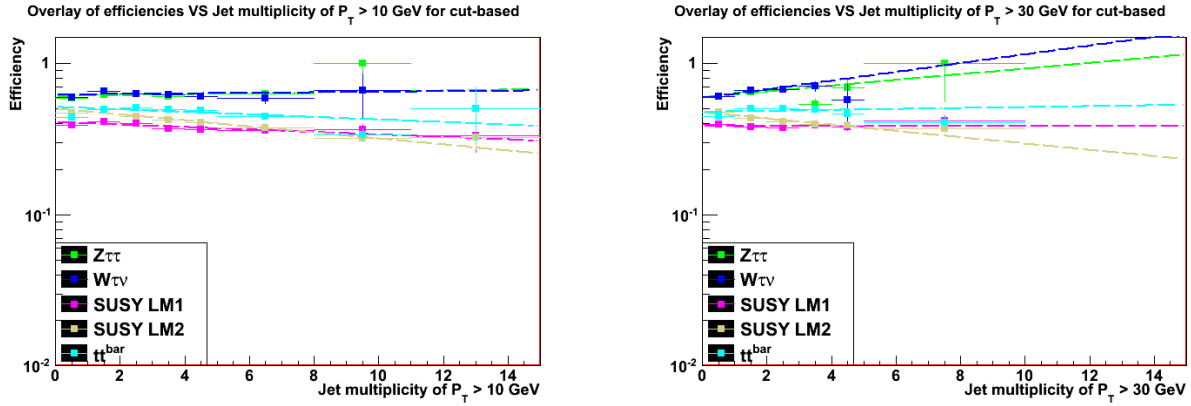 Overlay of efficiencies VS Jet multiplicity of P_T > 10 GeV for cut-based
Efficiency
1
10^-1
10^-2
Zττ
Wτν
SUSY LM1
SUSY LM2
tt^bar
0 2 4 6 8 10 12 14
Jet multiplicity of P_T > 10 GeV
Overlay of efficiencies VS Jet multiplicity of P_T > 30 GeV for cut-based
Efficiency
1
10^-1
10^-2
Zττ
Wτν
SUSY LM1
SUSY LM2
tt^bar
0 2 4 6 8 10 12 14
Jet multiplicity of P_T > 30 GeV